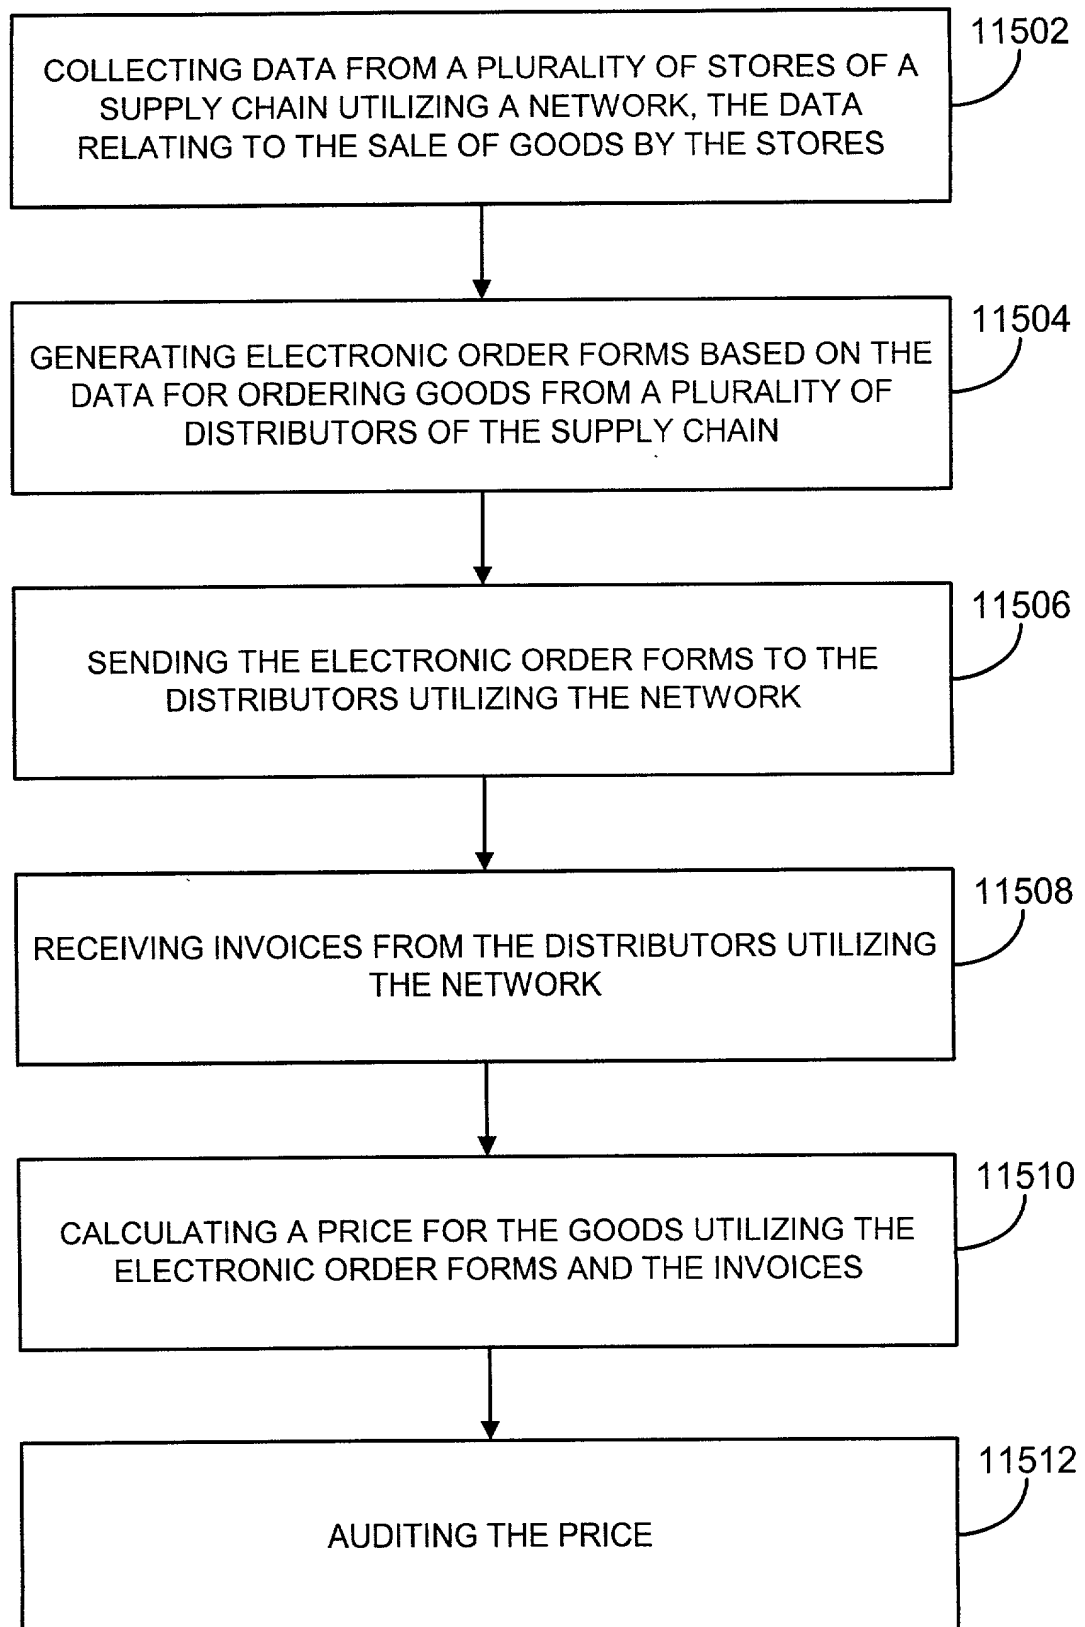 11502
COLLECTING DATA FROM A PLURALITY OF STORES OF A
SUPPLY CHAIN UTILIZING A NETWORK, THE DATA
RELATING TO THE SALE OF GOODS BY THE STORES
11504
GENERATING ELECTRONIC ORDER FORMS BASED ON THE
DATA FOR ORDERING GOODS FROM A PLURALITY OF
DISTRIBUTORS OF THE SUPPLY CHAIN
11506
SENDING THE ELECTRONIC ORDER FORMS TO THE
DISTRIBUTORS UTILIZING THE NETWORK
11508
RECEIVING INVOICES FROM THE DISTRIBUTORS UTILIZING
THE NETWORK
11510
CALCULATING A PRICE FOR THE GOODS UTILIZING THE
ELECTRONIC ORDER FORMS AND THE INVOICES
11512
AUDITING THE PRICE